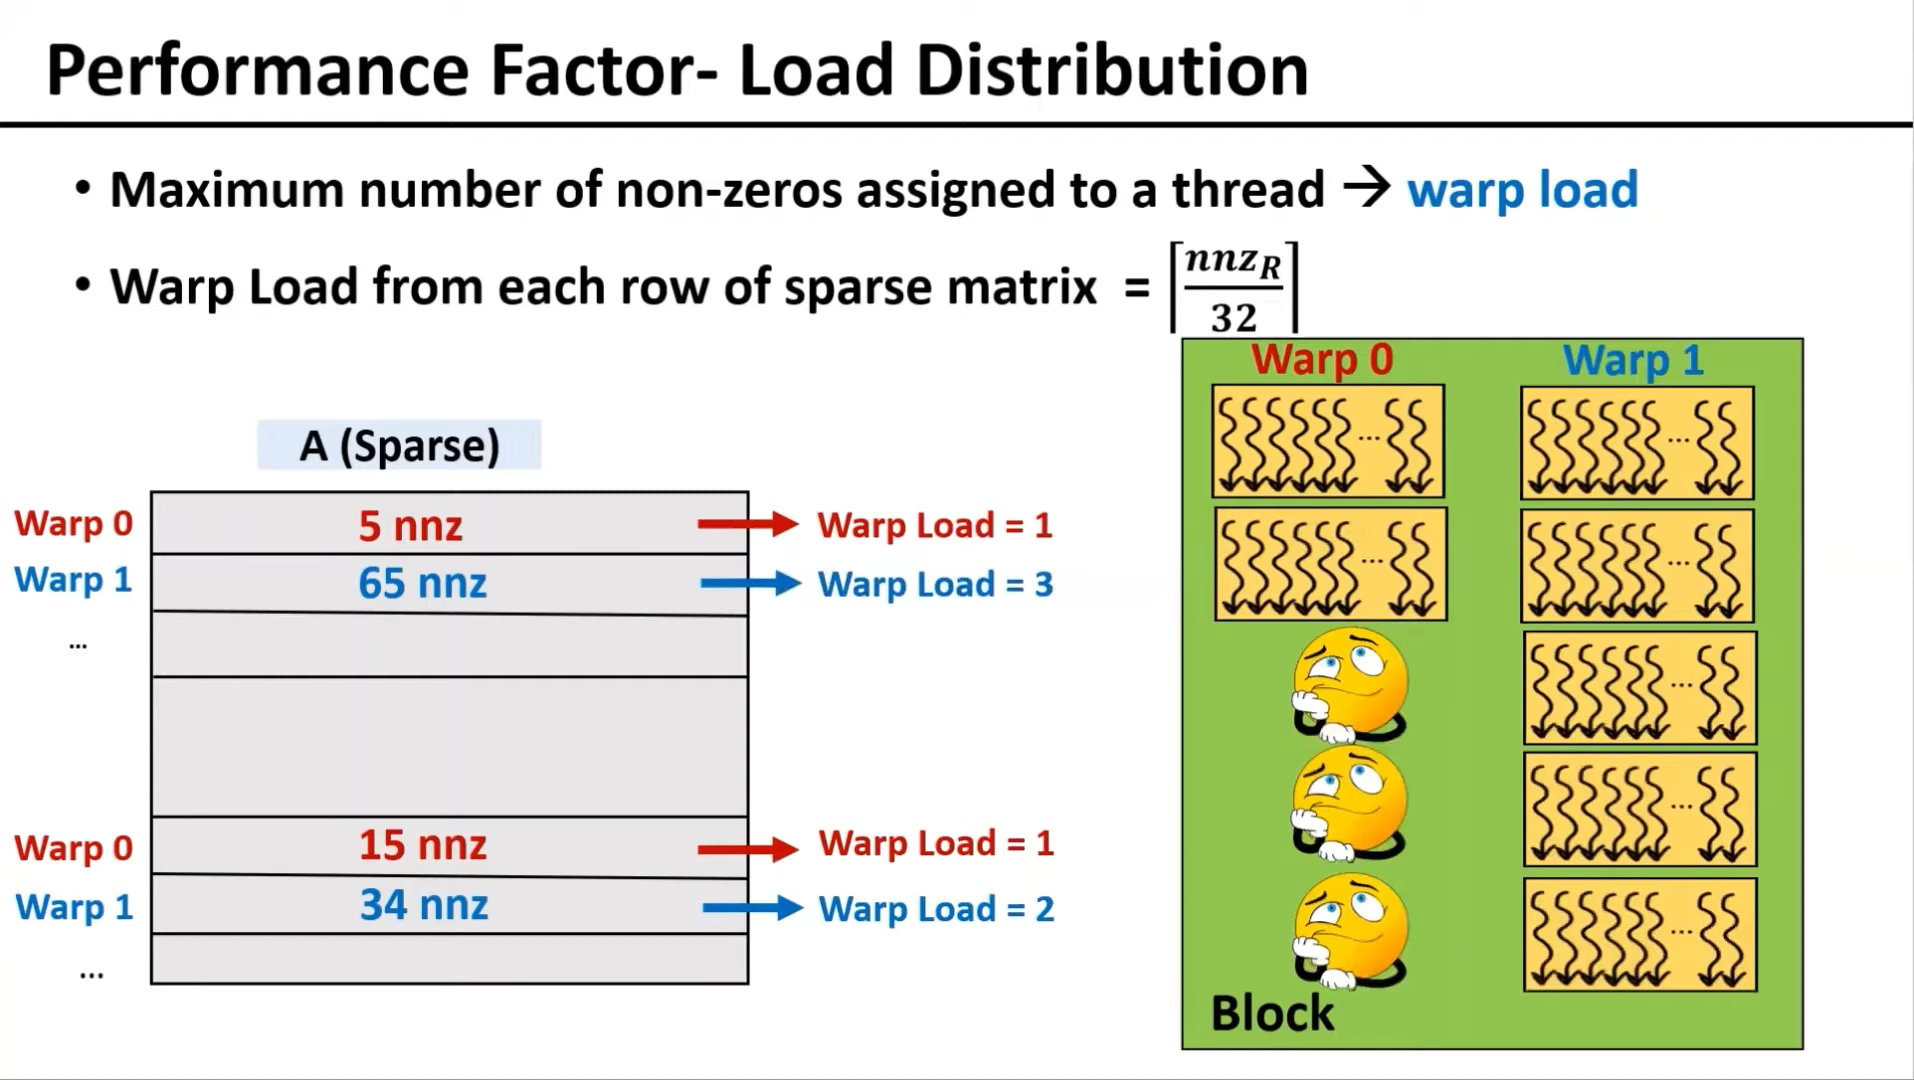 Performance Factor- Load Distribution
• Maximum number of non-zeros assigned to a thread → warp load
• Warp Load from each row of sparse matrix = ⌈nnz_R / 32⌉
Warp 0 Warp 1
A (Sparse)
Warp 0 5 nnz Warp Load = 1
Warp 1 65 nnz Warp Load = 3
...
Warp 0 15 nnz Warp Load = 1
Warp 1 34 nnz Warp Load = 2
...
... ...
... ...
...
...
...
Block